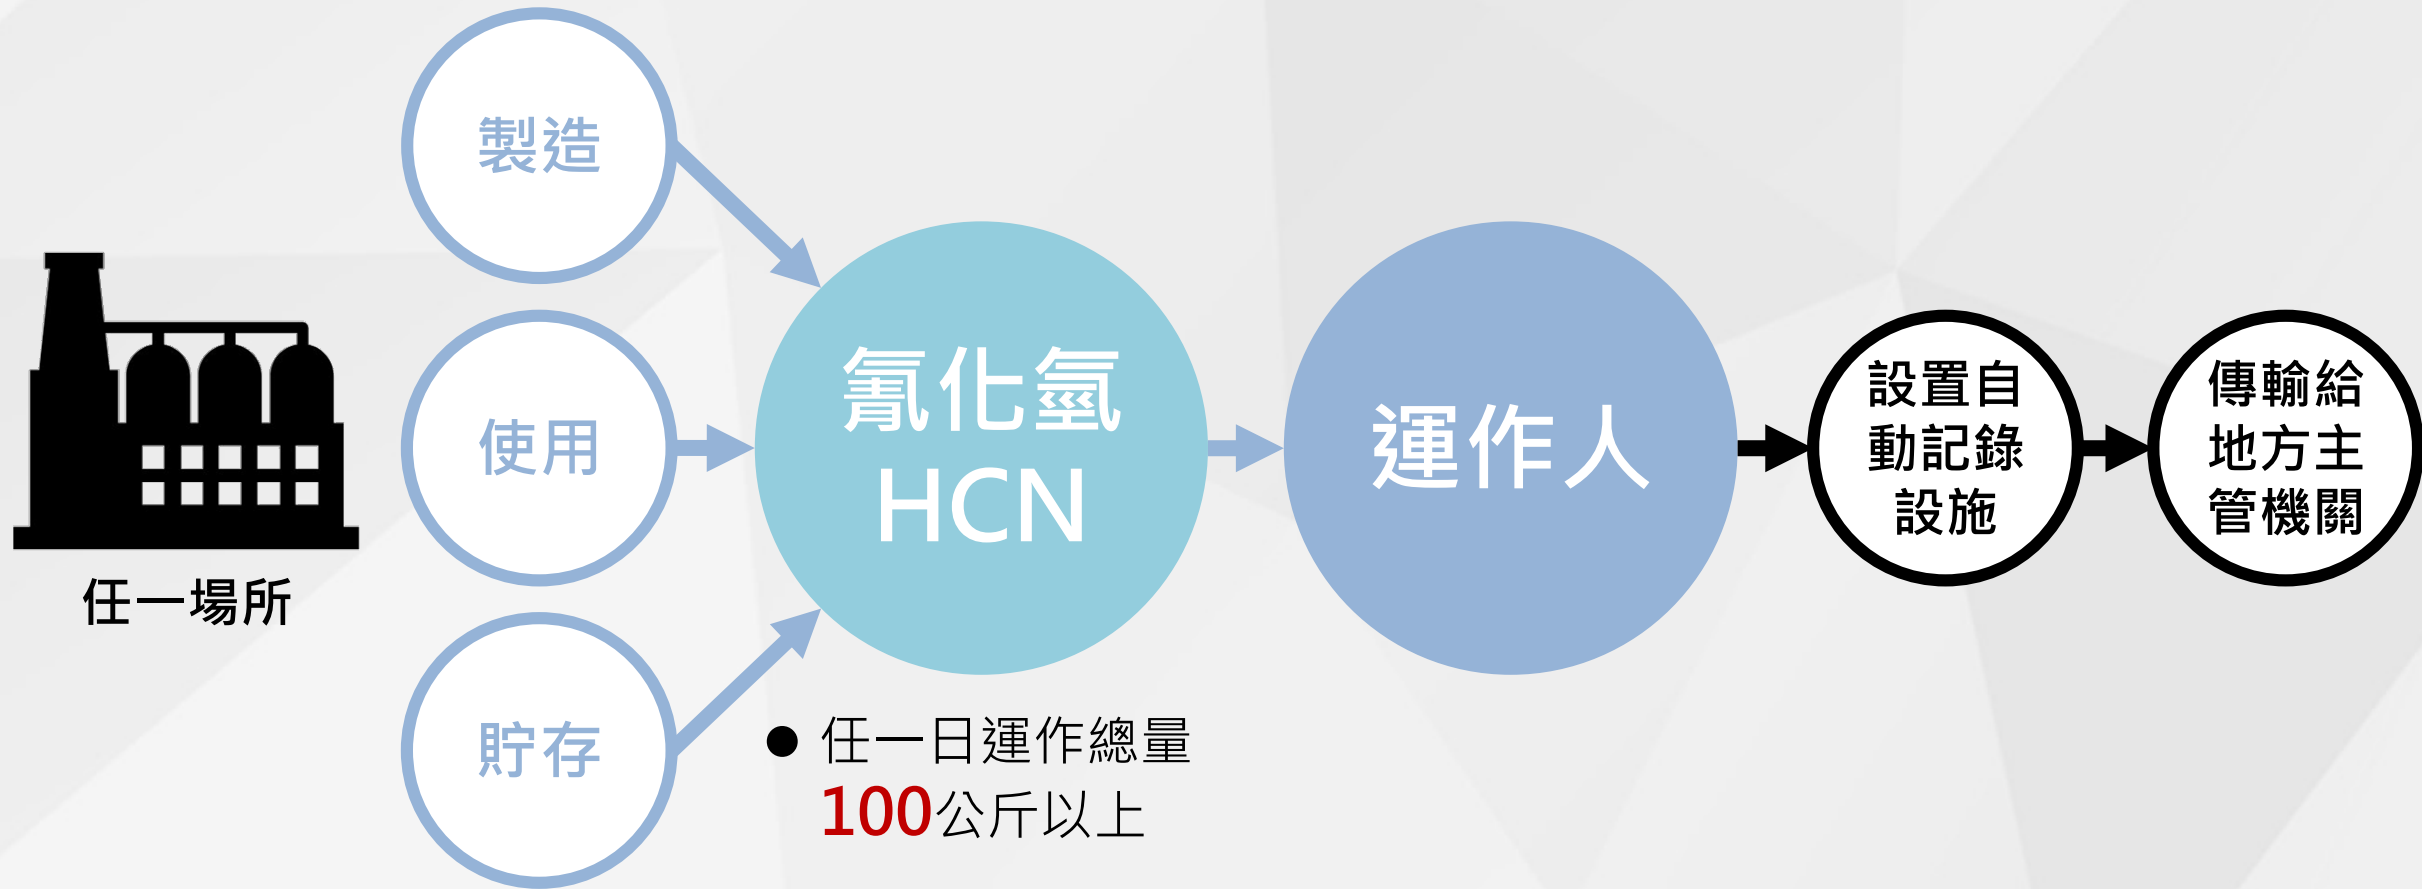 任一場所
製造
使用
貯存
氰化氫
HCN
● 任一日運作總量
100公斤以上
運作人
設置自
動記錄
設施
傳輸給
地方主
管機關